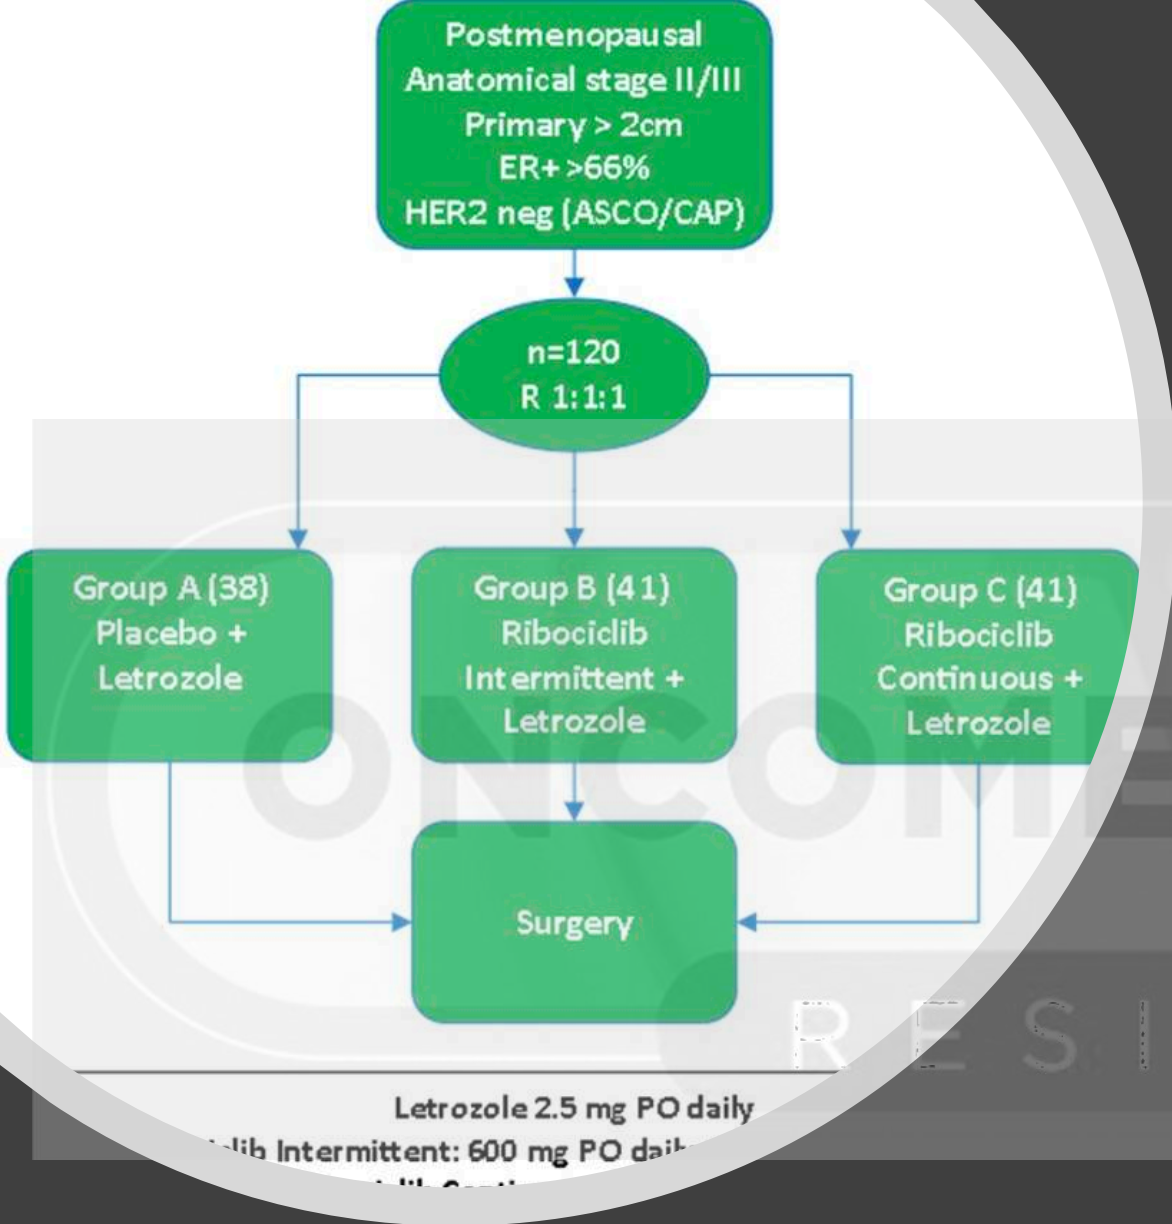 Postmenopausal
Anatomical stage II/III
Primary > 2cm
ER+ >66%
HER2 neg (ASCO/CAP)
n=120
R 1:1:1
Group A (38)
Placebo +
Letrozole
Group B (41)
Ribociclib
Intermittent +
Letrozole
Group C (41)
Ribociclib
Continuous +
Letrozole
ONCOME
Surgery
RESI
Letrozole 2.5 mg PO daily
Intermittent: 600 mg PO